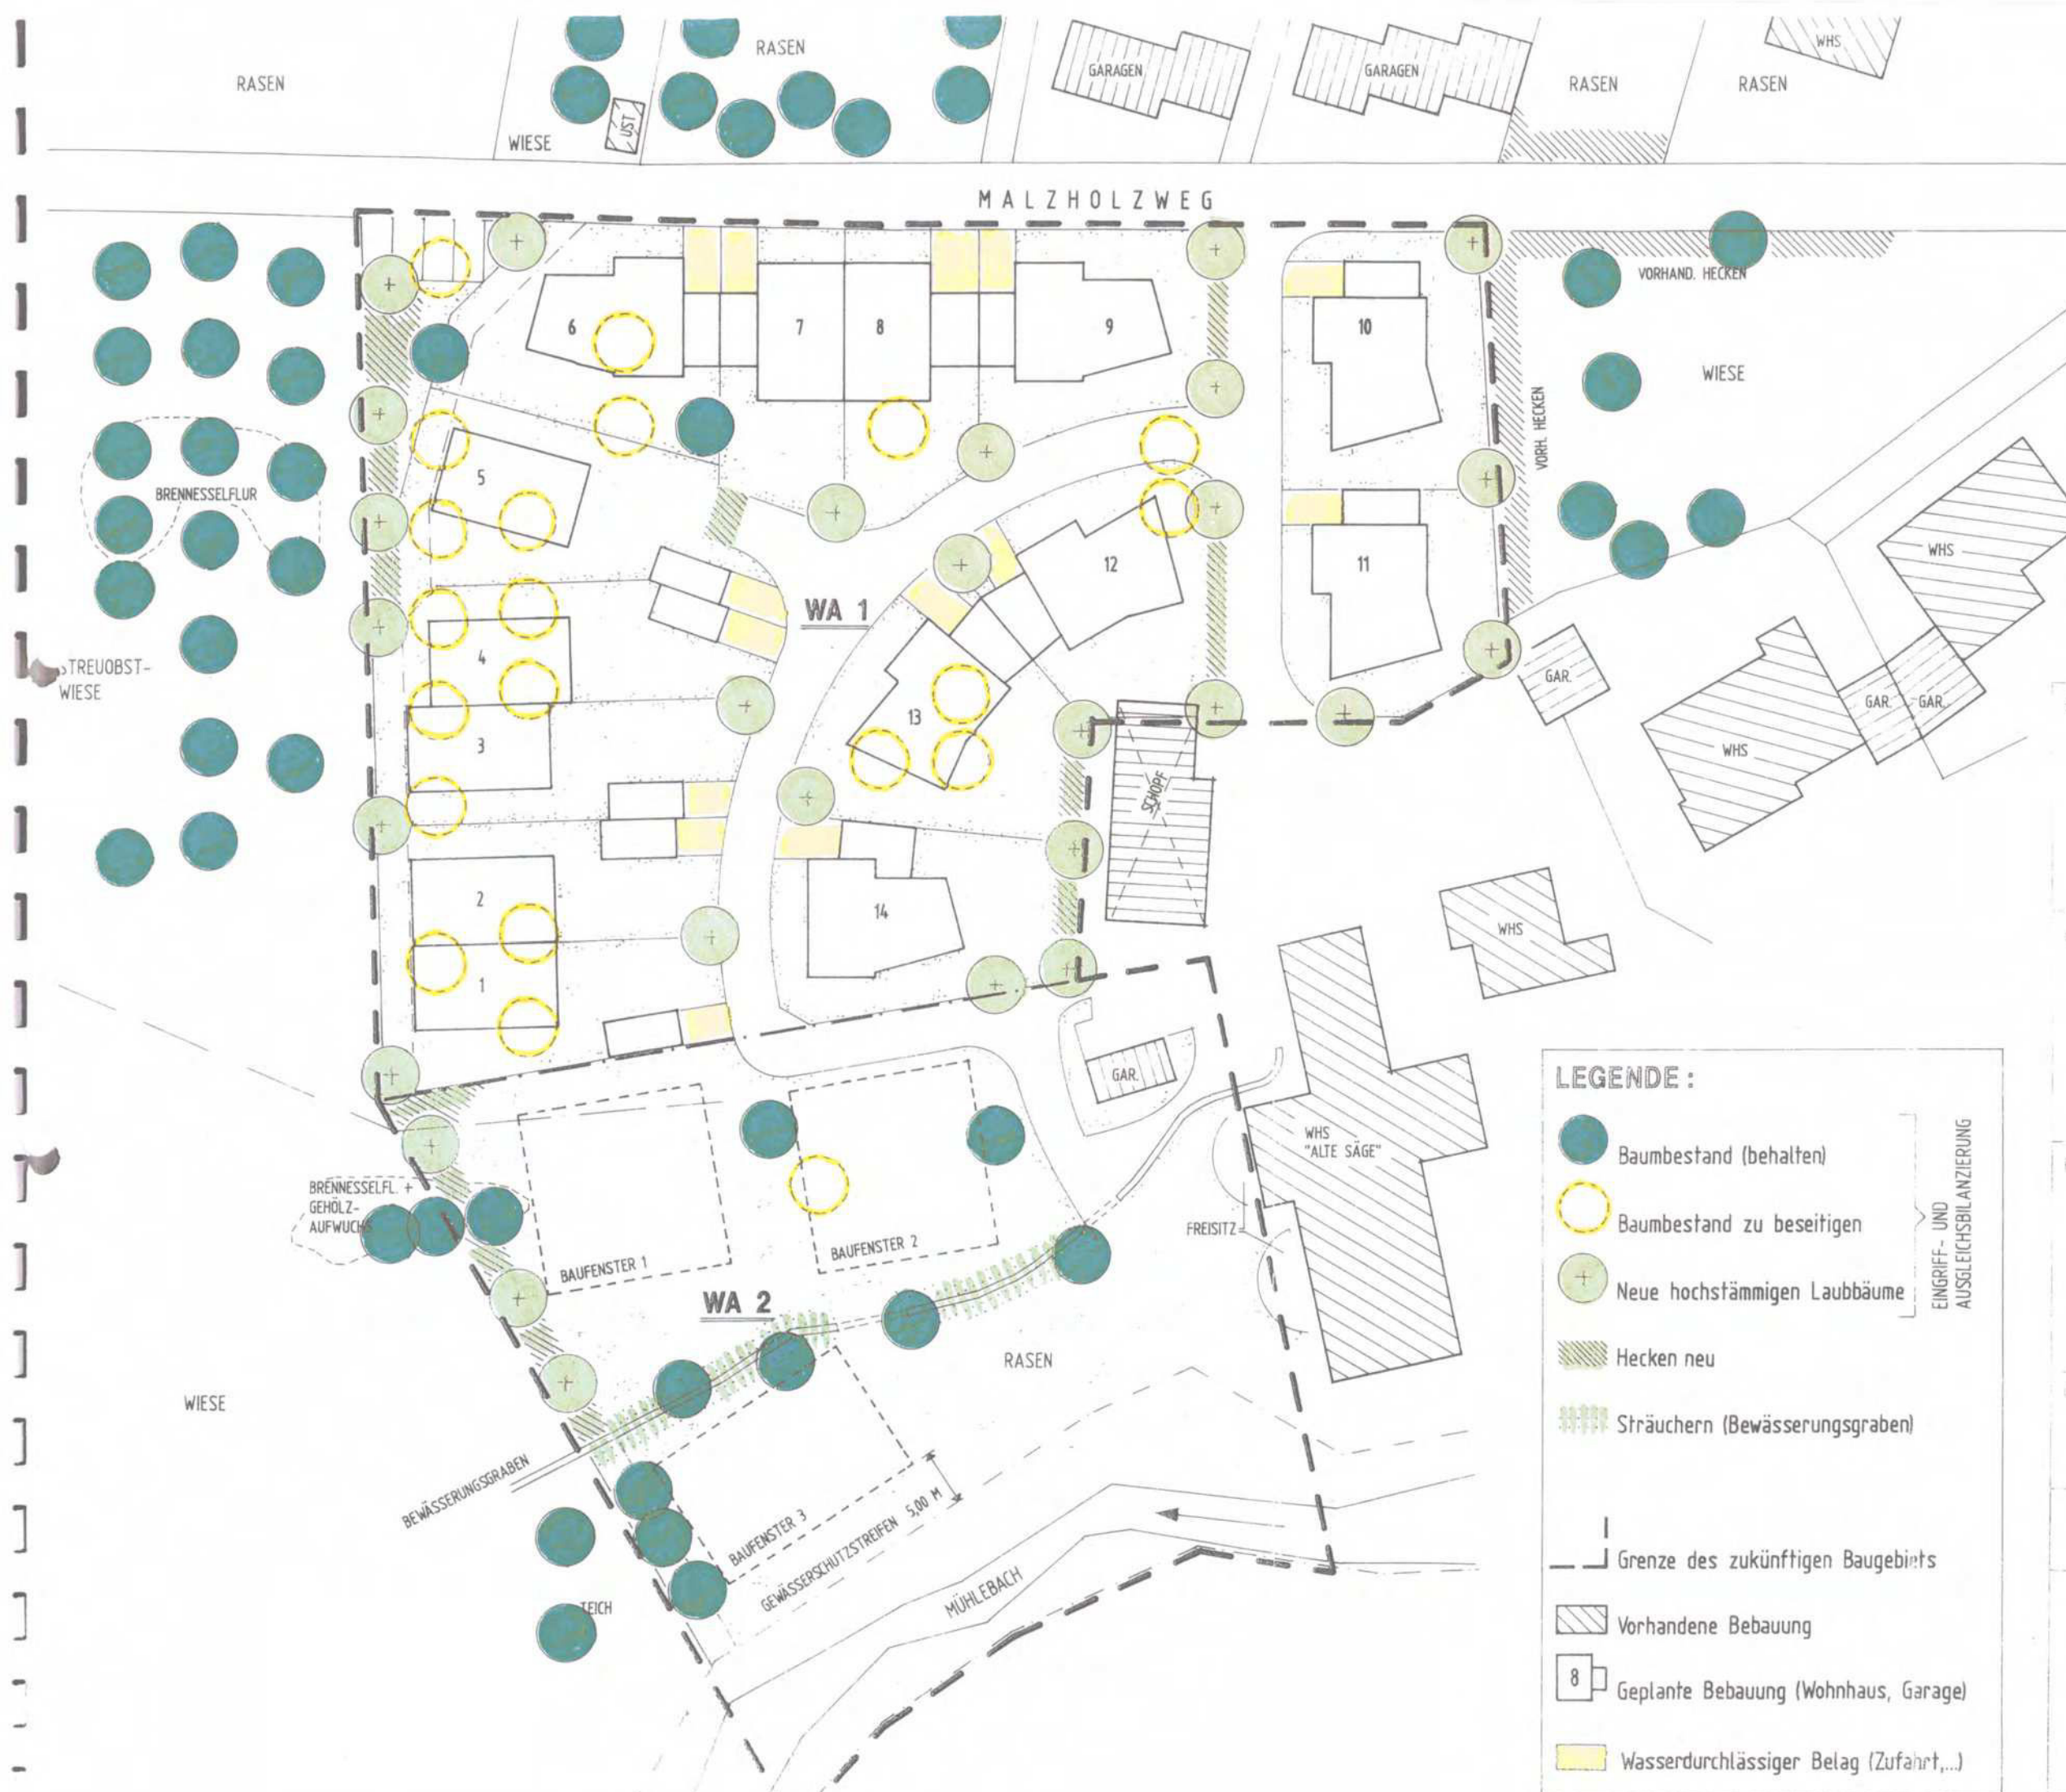 RASEN
WIESE
UST
RASEN
GARAGEN
GARAGEN
RASEN
RASEN
WHS
MALZHOLZWEG
6
7
8
9
10
VORHAND. HECKEN
WIESE
VORH. HECKEN
BRENNESSELFLUR
5
STREUOBST-
WIESE
4
3
WA 1
12
11
13
WHS
GAR.
GAR.
GAR.
WHS
SCHOPF
2
1
14
WHS
GAR.
WHS
"ALTE SÄGE"
FREISITZ
BRENNESSELFL. +
GEHÖLZ-
AUFWUCHS
BAUFENSTER 1
BAUFENSTER 2
WA 2
RASEN
WIESE
BEWÄSSERUNGSGRABEN
BAUFENSTER 3
GEWÄSSERSCHUTZSTREIFEN 5,00 M
TEICH
MÜHLEBACH
LEGENDE:
Baumbestand (behalten)
Baumbestand zu beseitigen
Neue hochstämmigen Laubbäume
EINGRIFF- UND
AUSGLEICHSBILANZIERUNG
Hecken neu
Sträuchern (Bewässerungsgraben)
Grenze des zukünftigen Baugebiets
Vorhandene Bebauung
8
Geplante Bebauung (Wohnhaus, Garage)
Wasserdurchlässiger Belag (Zufahrt,...)